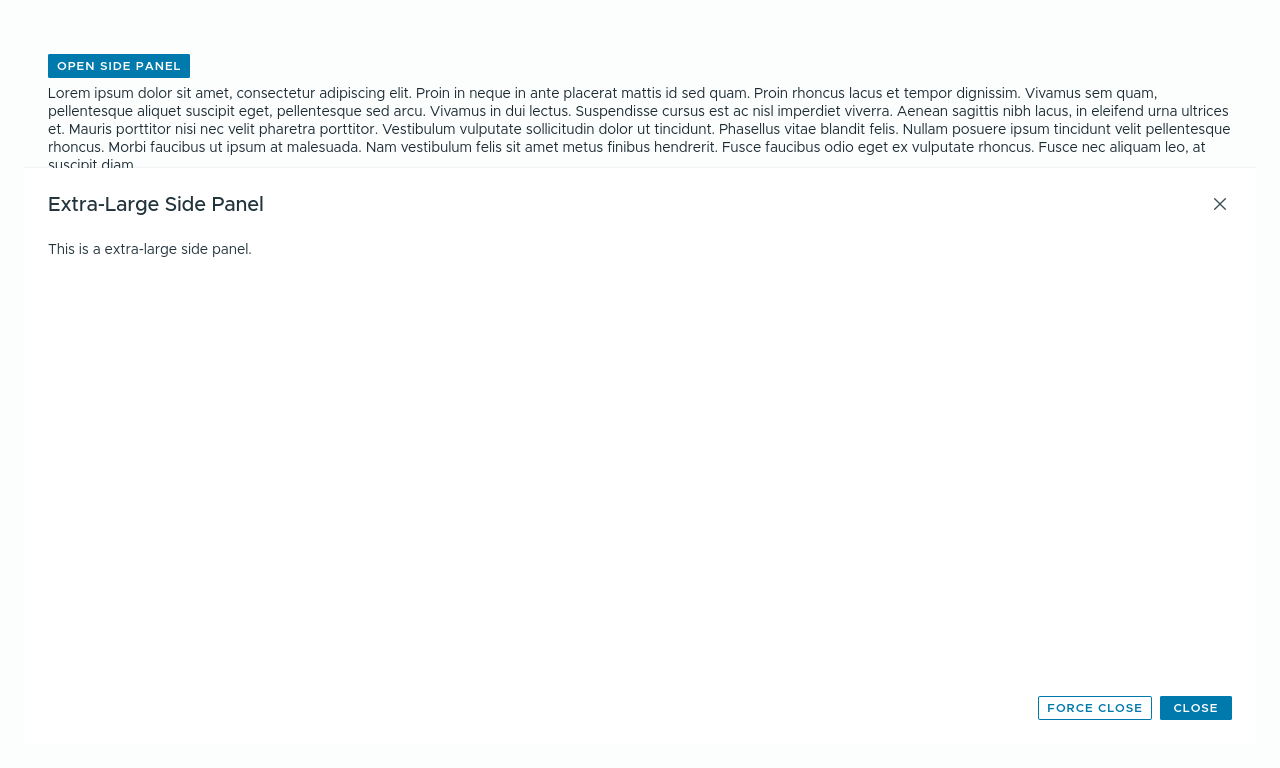 OPEN SIDE PANEL
Lorem ipsum dolor sit amet, consectetur adipiscing elit. Proin in neque in ante placerat mattis id sed quam. Proin rhoncus lacus et tempor dignissim. Vivamus sem quam,
pellentesque aliquet suscipit eget, pellentesque sed arcu. Vivamus in dui lectus. Suspendisse cursus est ac nisl imperdiet viverra. Aenean sagittis nibh lacus, in eleifend urna ultrices
et. Mauris porttitor nisi nec velit pharetra porttitor. Vestibulum vulputate sollicitudin dolor ut tincidunt. Phasellus vitae blandit felis. Nullam posuere ipsum tincidunt velit pellentesque
rhoncus. Morbi faucibus ut ipsum at malesuada. Nam vestibulum felis sit amet metus finibus hendrerit. Fusce faucibus odio eget ex vulputate rhoncus. Fusce nec aliquam leo, at
suscipit diam
Extra-Large Side Panel
This is a extra-large side panel.
FORCE CLOSE
CLOSE